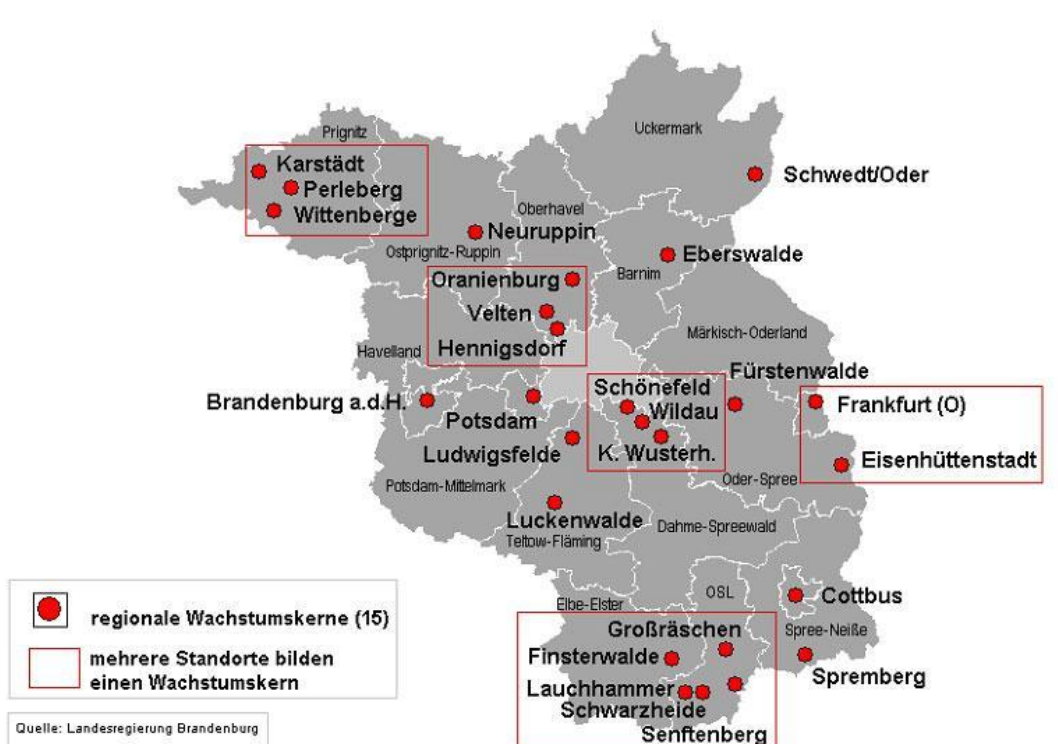 Uckermark
Prignitz
Karstädt
Schwedt/Oder
Perleberg
Wittenberge
Oberhavel
Neuruppin
Ostprignitz-Ruppin
Eberswalde
Barnim
Oranienburg
Velten
Hennigsdorf
Märkisch-Oderland
Havelland
Fürstenwalde
Schönefeld
Brandenburg a.d.H.
Wildau
Frankfurt (O)
Potsdam
K. Wusterh.
Ludwigsfelde
Eisenhüttenstadt
Oder-Spree
Potsdam-Mittelmark
Luckenwalde
Teltow-Fläming
Dahme-Spreewald
OSL
Cottbus
Elbe-Elster
Spree-Neiße
Großräschen
Finsterwalde
Spremberg
Lauchhammer
Schwarzheide
Senftenberg
regionale Wachstumskerne (15)
mehrere Standorte bilden
einen Wachstumskern
Quelle: Landesregierung Brandenburg